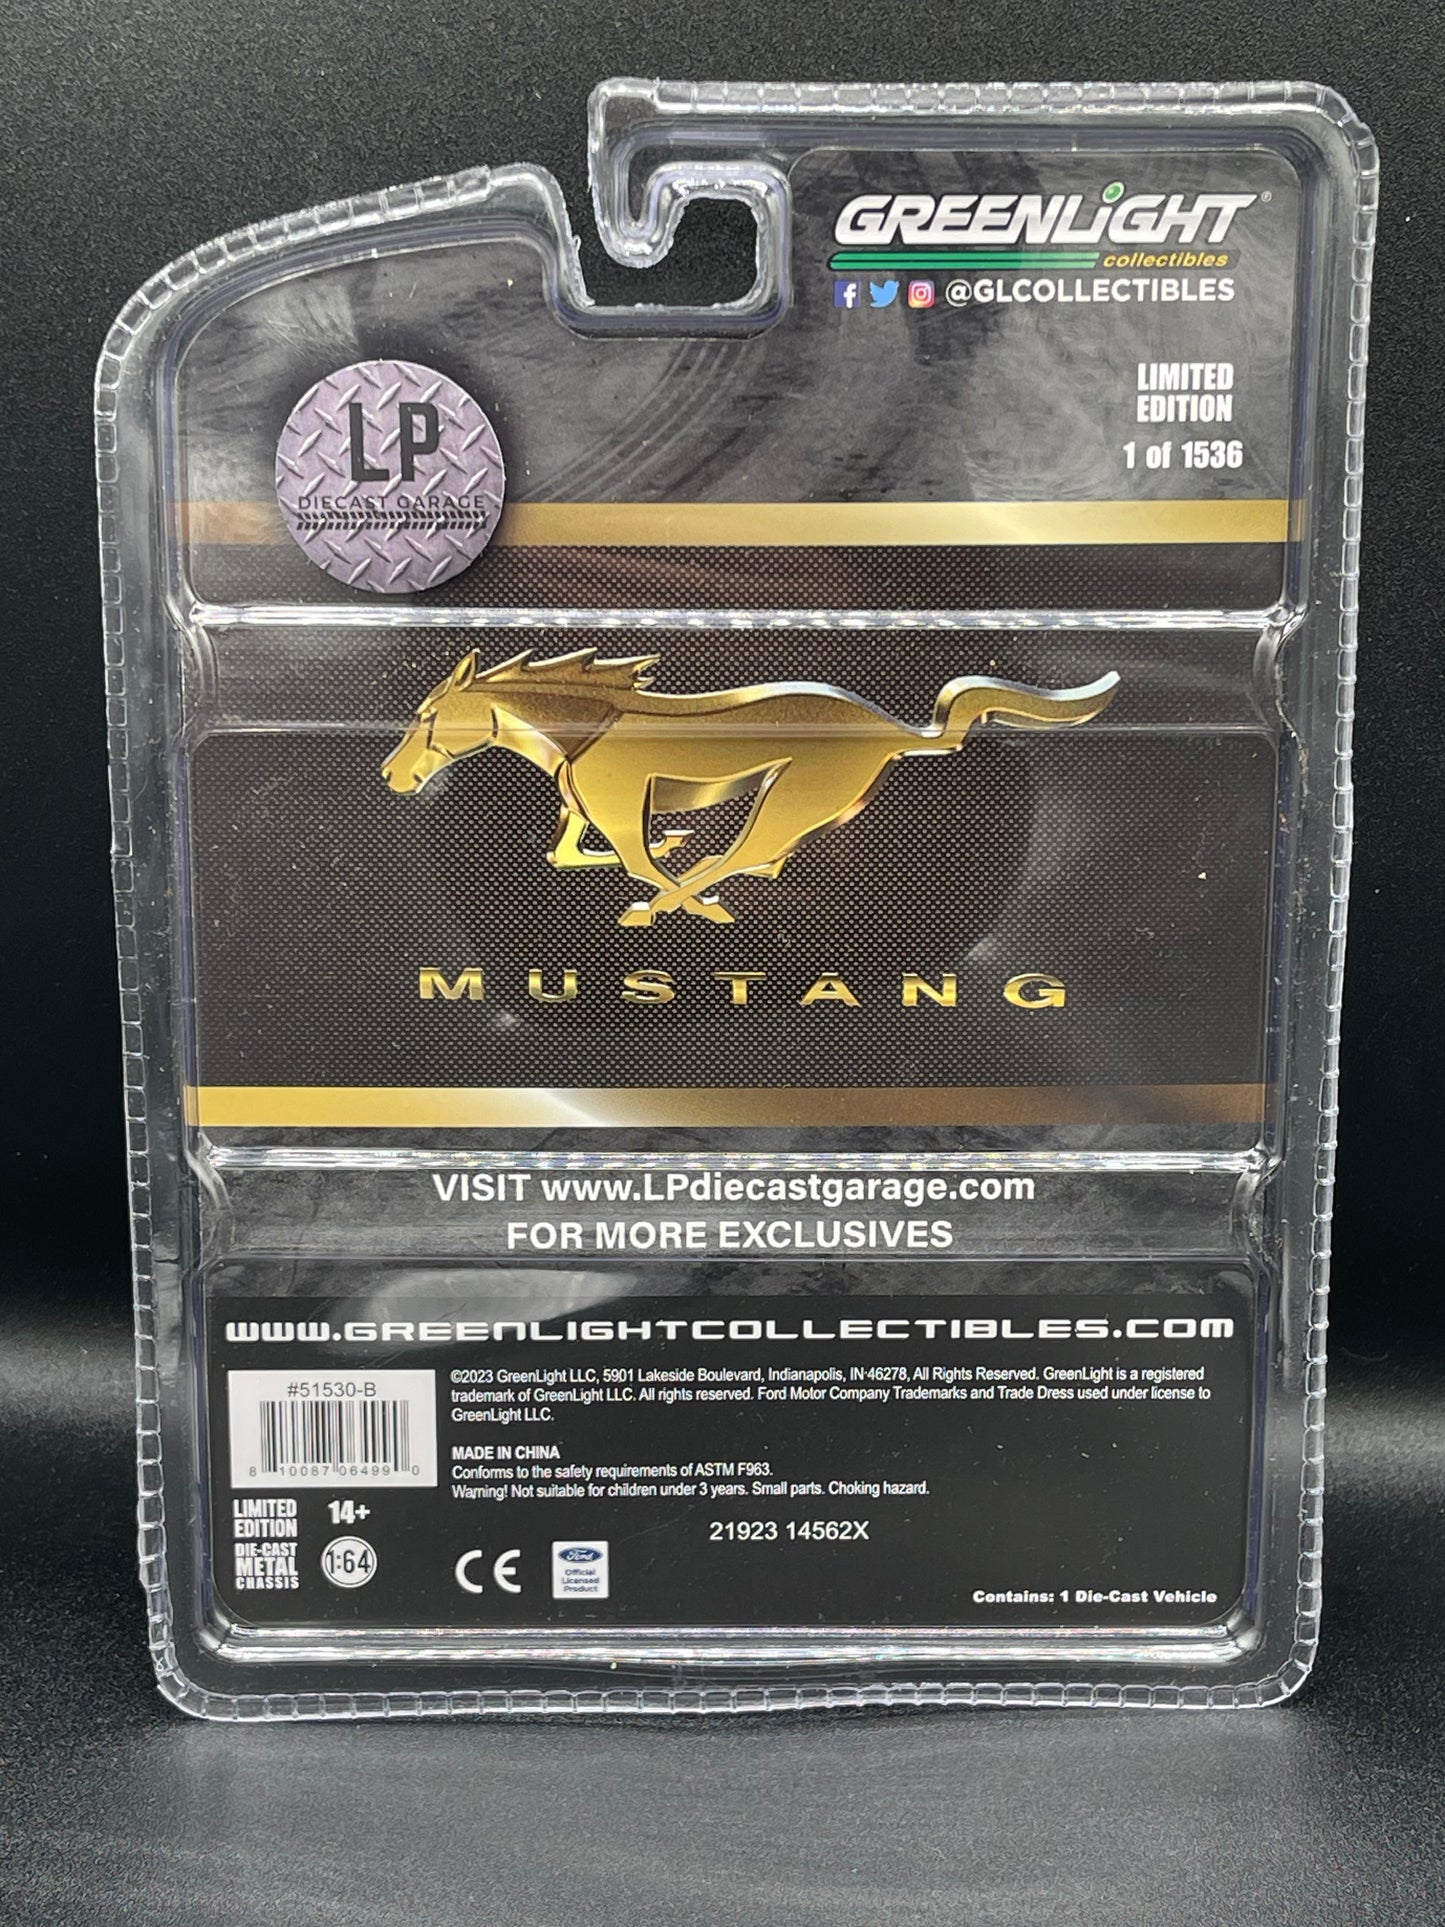 GREENLiGHT®
collectibles
@GLCOLLECTIBLES
LIMITED
EDITION
1 of 1536
LP
DIECAST GARAGE
MUSTANG
VISIT www.LPdiecastgarage.com
FOR MORE EXCLUSIVES
WWW.GREENLIGHTCOLLECTIBLES.COM
#51530-B
8 10087 06499 0
©2023 GreenLight LLC, 5901 Lakeside Boulevard, Indianapolis, IN 46278, All Rights Reserved. GreenLight is a registered
trademark of GreenLight LLC. All rights reserved. Ford Motor Company Trademarks and Trade Dress used under license to
GreenLight LLC.
MADE IN CHINA
Conforms to the safety requirements of ASTM F963.
Warning! Not suitable for children under 3 years. Small parts. Choking hazard.
LIMITED
EDITION
14+
DIE-CAST
METAL
CHASSIS
1:64
21923 14562X
CE
Ford
Official
Licensed
Product
Contains: 1 Die-Cast Vehicle